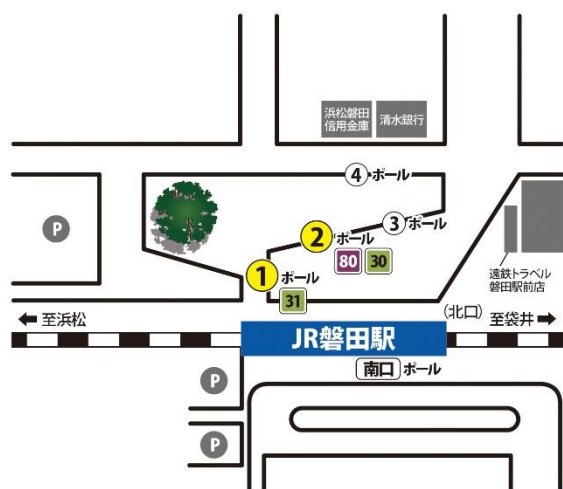 浜松磐田
信用金庫
清水銀行
4 ポール
3 ポール
P
2 ポール
80 30
1 ポール
31
遠鉄トラベル
磐田駅前店
(北口)
至浜松
至袋井
JR磐田駅
南口 ポール
P
P